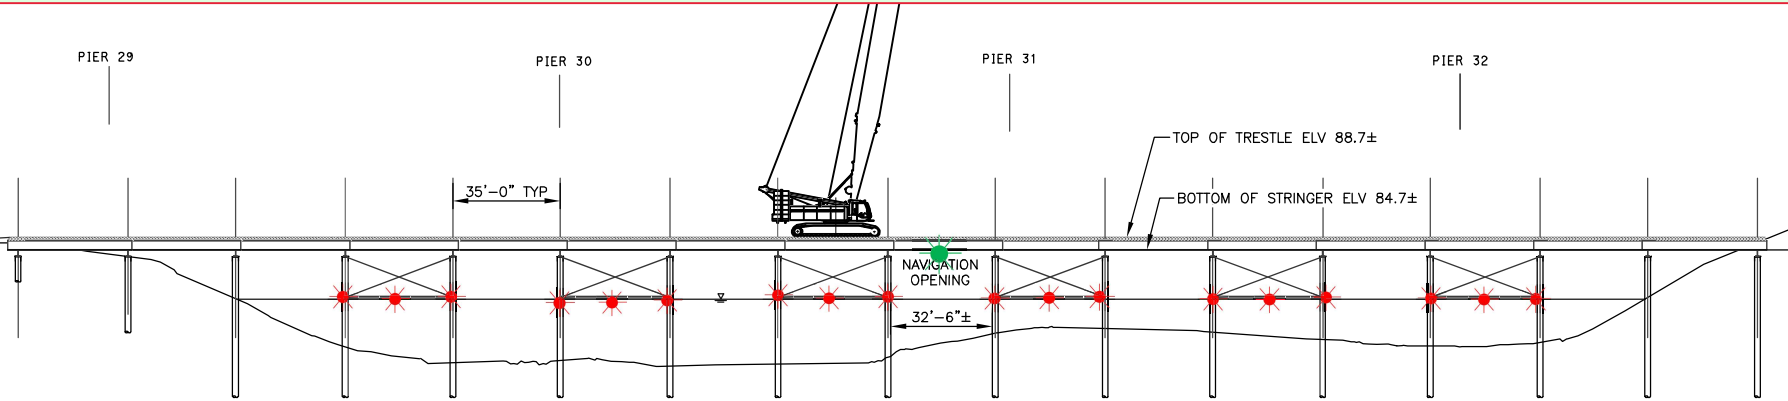 PIER 29
PIER 30
PIER 31
PIER 32
TOP OF TRESTLE ELV 88.7±
35'-0" TYP
BOTTOM OF STRINGER ELV 84.7±
NAVIGATION
OPENING
32'-6"±